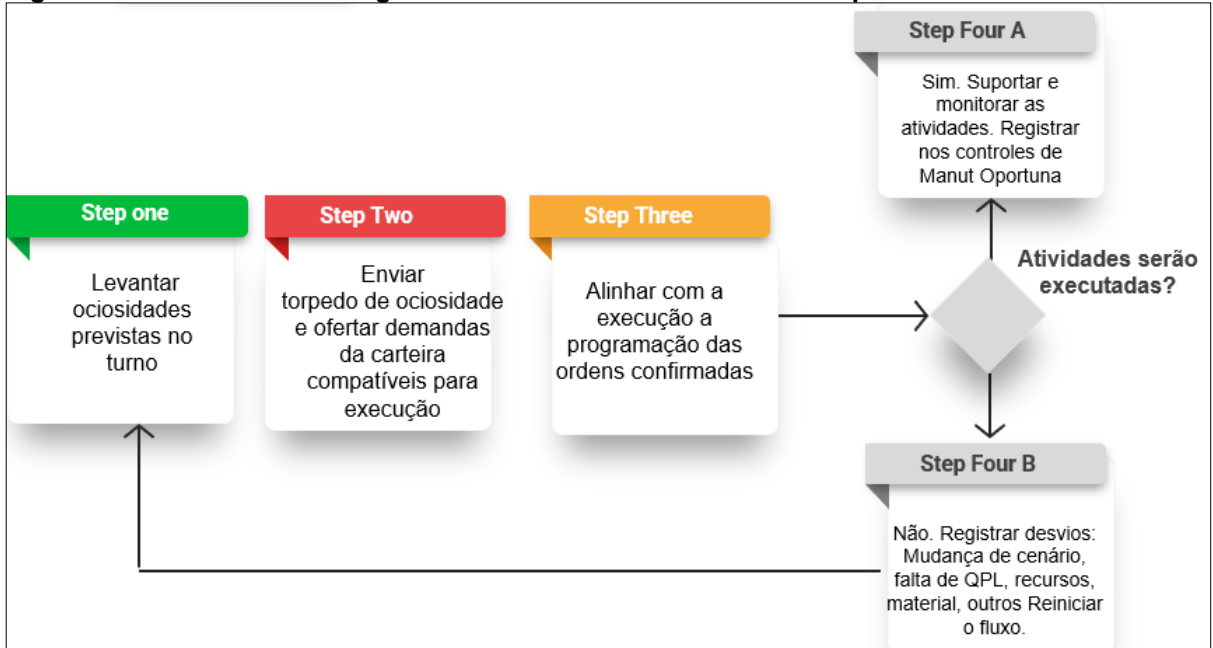 Step one
Levantar
ociosidades
previstas no
turno
Step Two
Enviar
torpedo de ociosidade
e ofertar demandas
da carteira
compatíveis para
execução
Step Three
Alinhar com a
execução a
programação das
ordens confirmadas
Atividades serão
executadas?
Step Four A
Sim. Suportar e
monitorar as
atividades. Registrar
nos controles de
Manut Oportuna
Step Four B
Não. Registrar desvios:
Mudança de cenário,
falta de QPL, recursos,
material, outros Reiniciar
o fluxo.